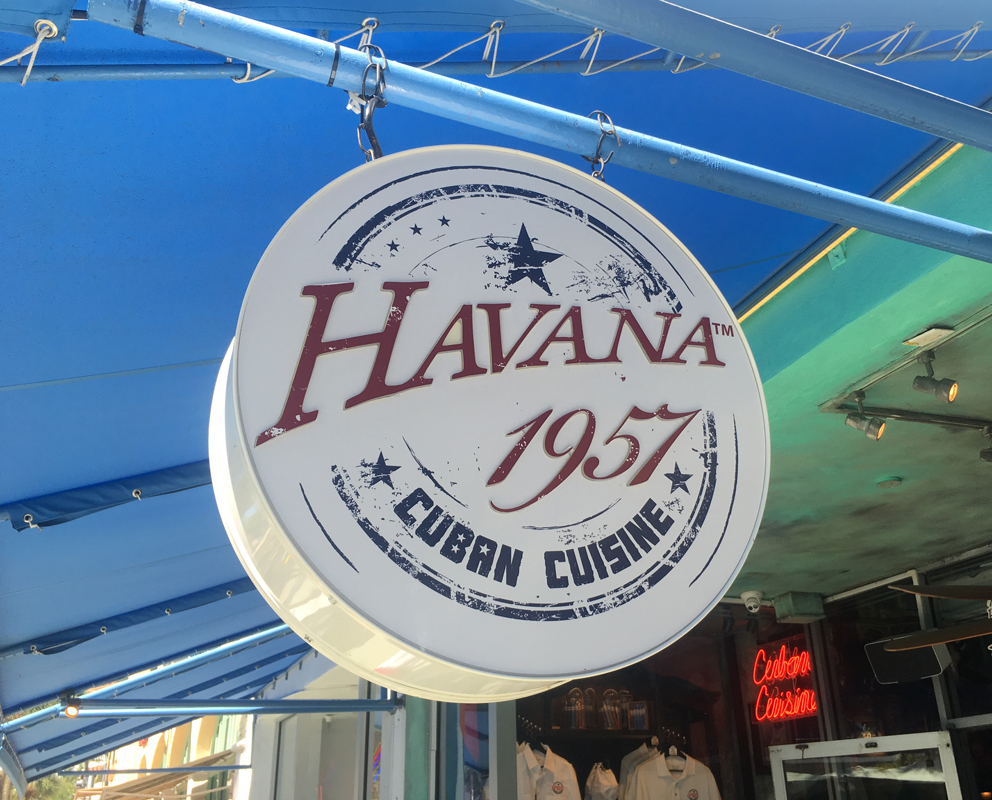 HAVANA™
1957
CUBAN CUISINE
Cuban
Cuisine